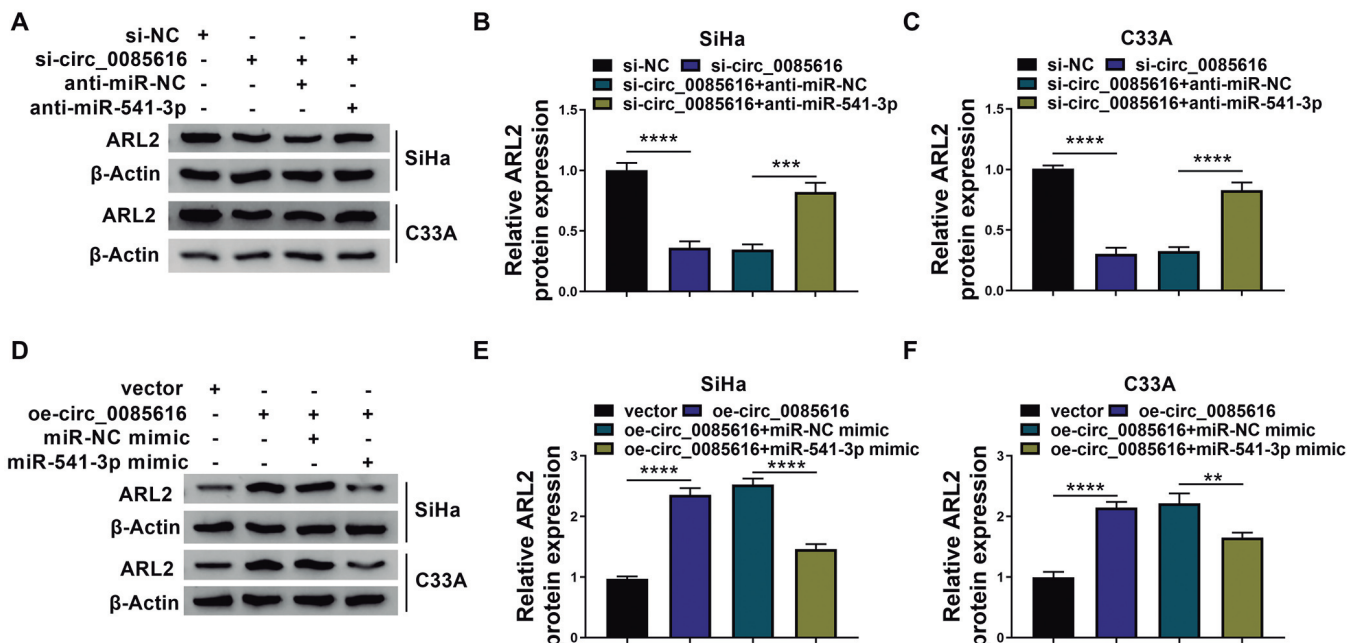 A
si-NC + - - -
si-circ_0085616 - + + +
anti-miR-NC - - + -
anti-miR-541-3p - - - +
ARL2
β-Actin
SiHa
ARL2
β-Actin
C33A
B
SiHa
si-NC si-circ_0085616
si-circ_0085616+anti-miR-NC
si-circ_0085616+anti-miR-541-3p
Relative ARL2
protein expression
1.5
1.0
0.5
0.0
****
***
C
C33A
si-NC si-circ_0085616
si-circ_0085616+anti-miR-NC
si-circ_0085616+anti-miR-541-3p
Relative ARL2
protein expression
1.5
1.0
0.5
0.0
****
****
D
vector + - - -
oe-circ_0085616 - + + +
miR-NC mimic - - + -
miR-541-3p mimic - - - +
ARL2
β-Actin
SiHa
ARL2
β-Actin
C33A
E
SiHa
vector oe-circ_0085616
oe-circ_0085616+miR-NC mimic
oe-circ_0085616+miR-541-3p mimic
Relative ARL2
protein expression
3
2
1
0
****
****
F
C33A
vector oe-circ_0085616
oe-circ_0085616+miR-NC mimic
oe-circ_0085616+miR-541-3p mimic
Relative ARL2
protein expression
3
2
1
0
****
**